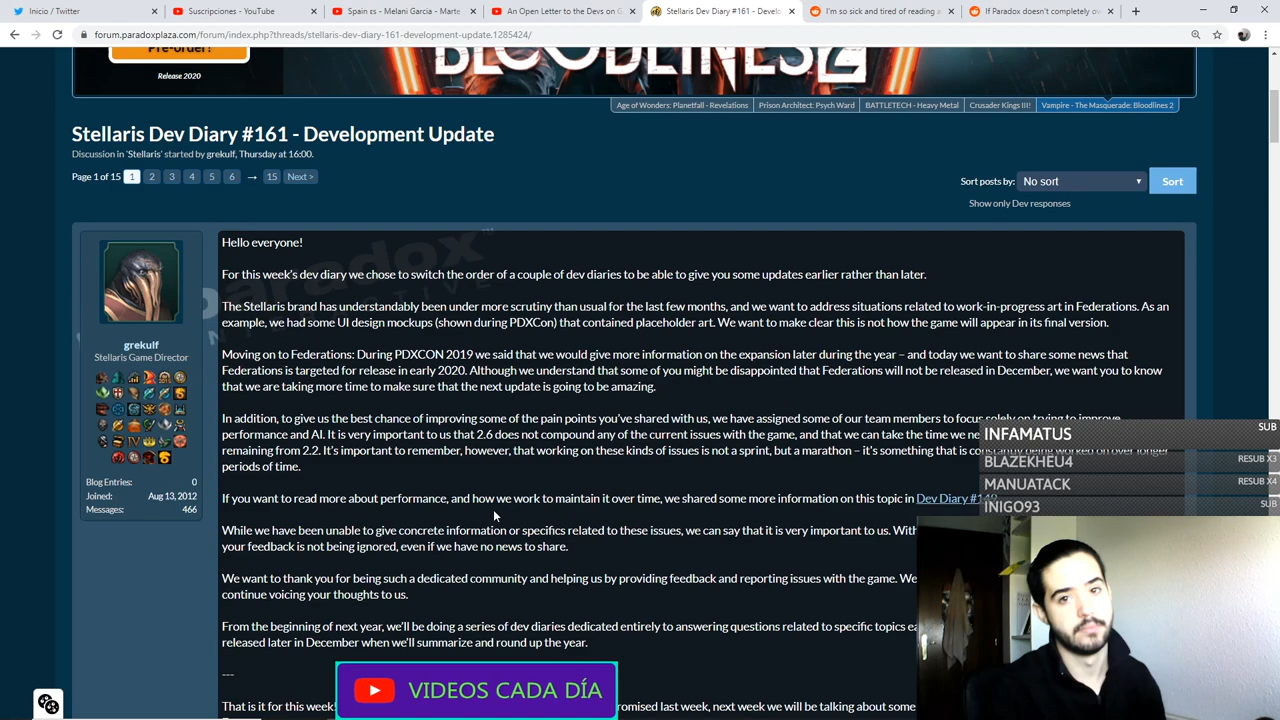 Inicio / Twitter
Suscripciones - YouTube
Spain cs - Melani Garcia - Marte
An Open Letter to the Devs on G
Stellaris Dev Diary #161 - Develo
I'm so sick and tired of reading a
If Paradox doesn't completely ov
forum.paradoxplaza.com/forum/index.php?threads/stellaris-dev-diary-161-development-update.1285424/
Pre-order!
Release 2020
BLOODLINES 2
Age of Wonders: Planetfall - Revelations
Prison Architect: Psych Ward
BATTLETECH - Heavy Metal
Crusader Kings III!
Vampire - The Masquerade: Bloodlines 2
Stellaris Dev Diary #161 - Development Update
Discussion in 'Stellaris' started by grekulf, Thursday at 16:00.
Page 1 of 15 1 2 3 4 5 6 → 15 Next >
Sort posts by: No sort Sort
Show only Dev responses
paradox
grekulf
Stellaris Game Director
Blog Entries: 0
Joined: Aug 13, 2012
Messages: 466
Hello everyone!
For this week's dev diary we chose to switch the order of a couple of dev diaries to be able to give you some updates earlier rather than later.
The Stellaris brand has understandably been under more scrutiny than usual for the last few months, and we want to address situations related to work-in-progress art in Federations. As an
example, we had some UI design mockups (shown during PDXCon) that contained placeholder art. We want to make clear this is not how the game will appear in its final version.
Moving on to Federations: During PDXCON 2019 we said that we would give more information on the expansion later during the year – and today we want to share some news that
Federations is targeted for release in early 2020. Although we understand that some of you might be disappointed that Federations will not be released in December, we want you to know
that we are taking more time to make sure that the next update is going to be amazing.
In addition, to give us the best chance of improving some of the pain points you've shared with us, we have assigned some of our team members to focus solely on trying to improve
performance and AI. It is very important to us that 2.6 does not compound any of the current issues with the game, and that we can take the time we ne
remaining from 2.2. It's important to remember, however, that working on these kinds of issues is not a sprint, but a marathon – it's something that is constantly being worked on over longer
periods of time.
If you want to read more about performance, and how we work to maintain it over time, we shared some more information on this topic in Dev Diary #149
While we have been unable to give concrete information or specifics related to these issues, we can say that it is very important to us. With
your feedback is not being ignored, even if we have no news to share.
We want to thank you for being such a dedicated community and helping us by providing feedback and reporting issues with the game. We
continue voicing your thoughts to us.
From the beginning of next year, we'll be doing a series of dev diaries dedicated entirely to answering questions related to specific topics ea
released later in December when we'll summarize and round up the year.
---
That is it for this week
promised last week, next week we will be talking about some
INFAMATUS SUB
BLAZEKHEU4 RESUB X3
MANUATACK RESUB X4
INIGO93 SUB
VIDEOS CADA DÍA